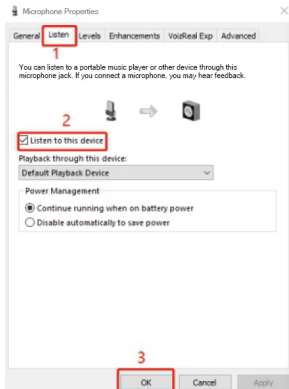 Microphone Properties
General Listen Levels Enhancements VoizReal Exp Advanced
1
You can listen to a portable music player or other device through this
microphone jack. If you connect a microphone, you may hear feedback.
2
Listen to this device
Playback through this device:
Default Playback Device
Power Management
Continue running when on battery power
Disable automatically to save power
3
OK Cancel Apply